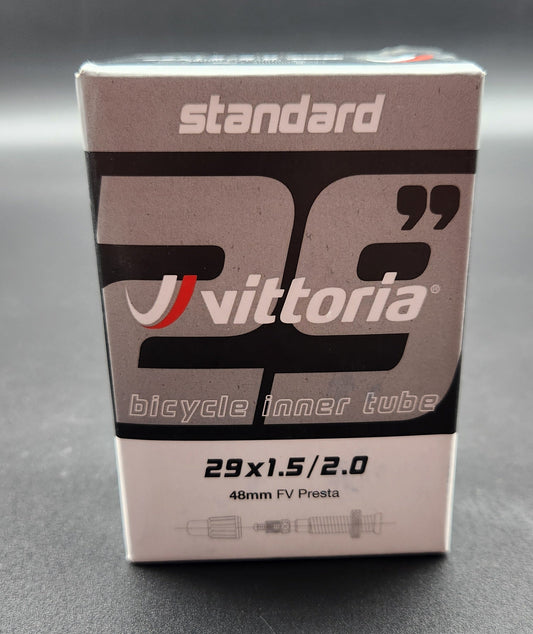 standard
29”
vittoria®
bicycle inner tube
29x1.5/2.0
48mm FV Presta